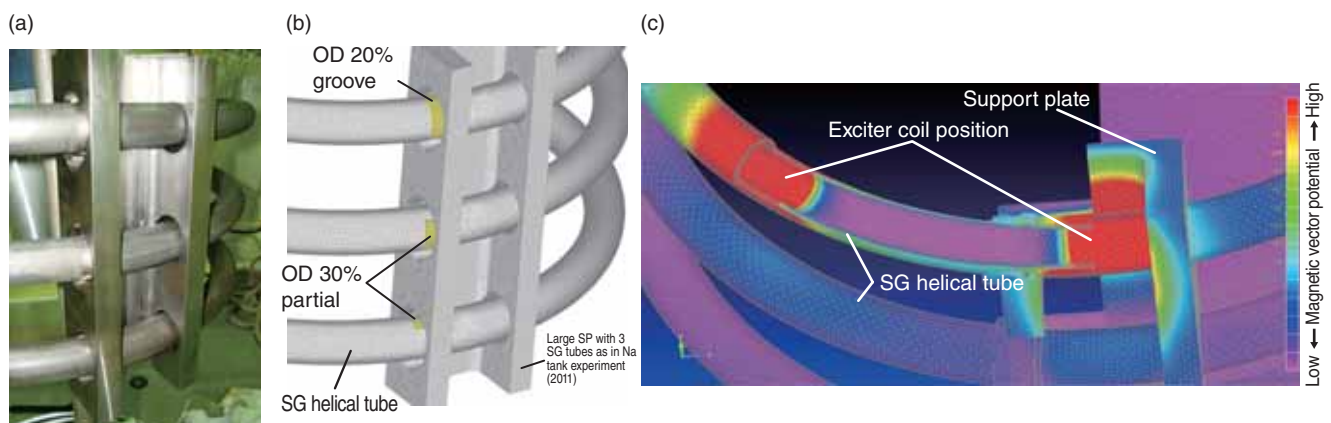 (a)
(b)
OD 20%
groove
OD 30%
partial
SG helical tube
Large SP with 3
SG tubes as in Na
tank experiment
(2011)
(c)
Support plate
Exciter coil position
SG helical tube
Low ← Magnetic vector potential → High